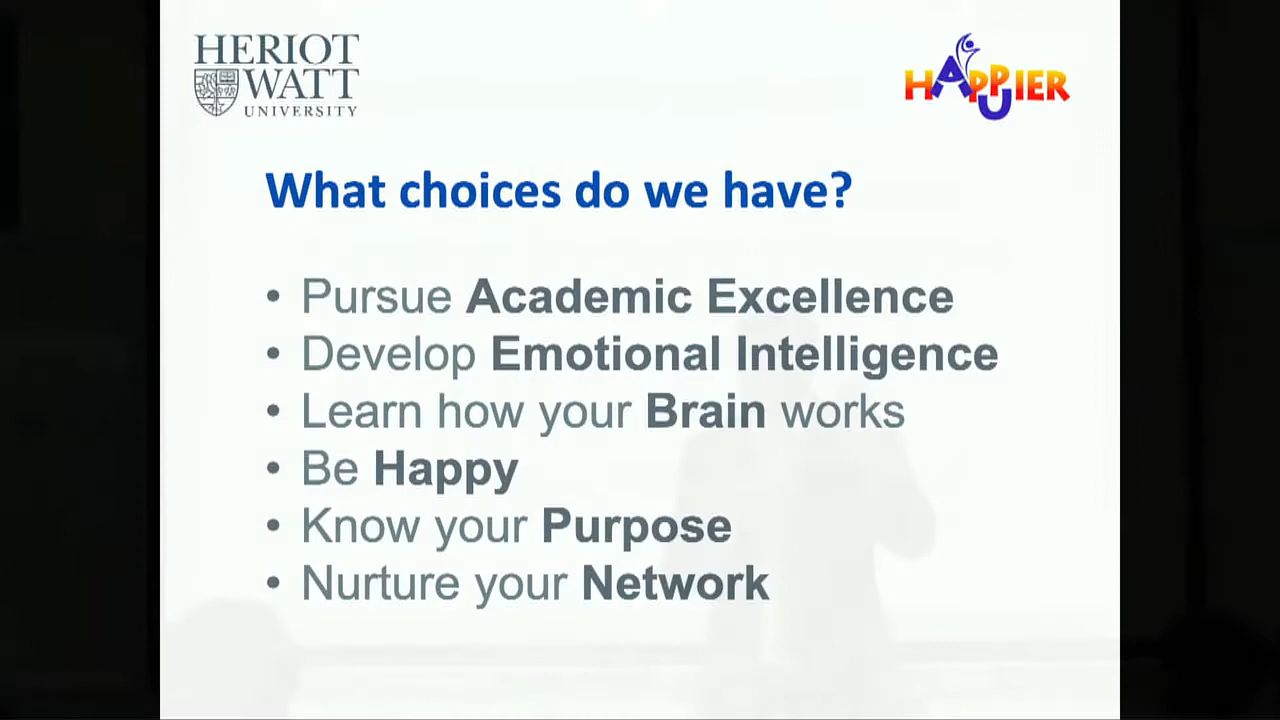 HERIOT
WATT
UNIVERSITY
HAPPIER
U
What choices do we have?
• Pursue Academic Excellence
• Develop Emotional Intelligence
• Learn how your Brain works
• Be Happy
• Know your Purpose
• Nurture your Network